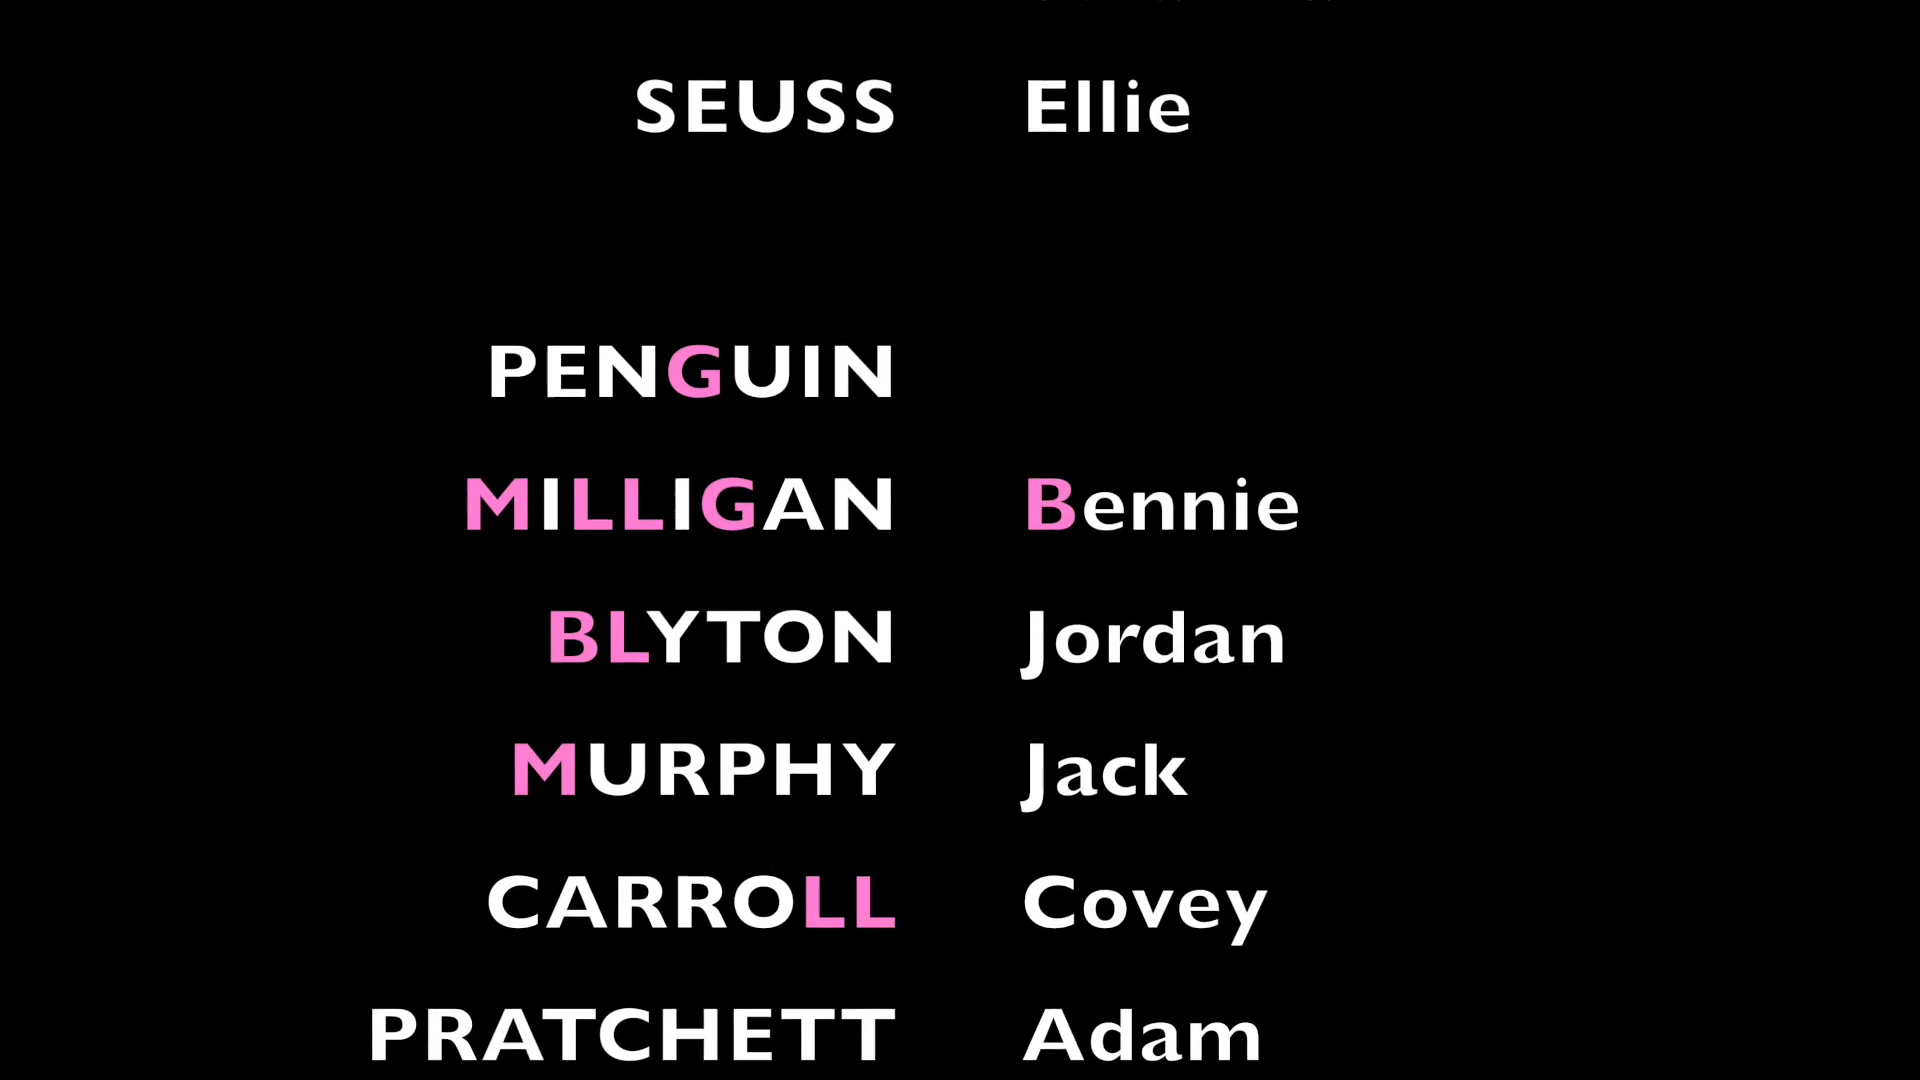 SEUSS Ellie
PENGUIN
MILLIGAN Bennie
BLYTON Jordan
MURPHY Jack
CARROLL Covey
PRATCHETT Adam